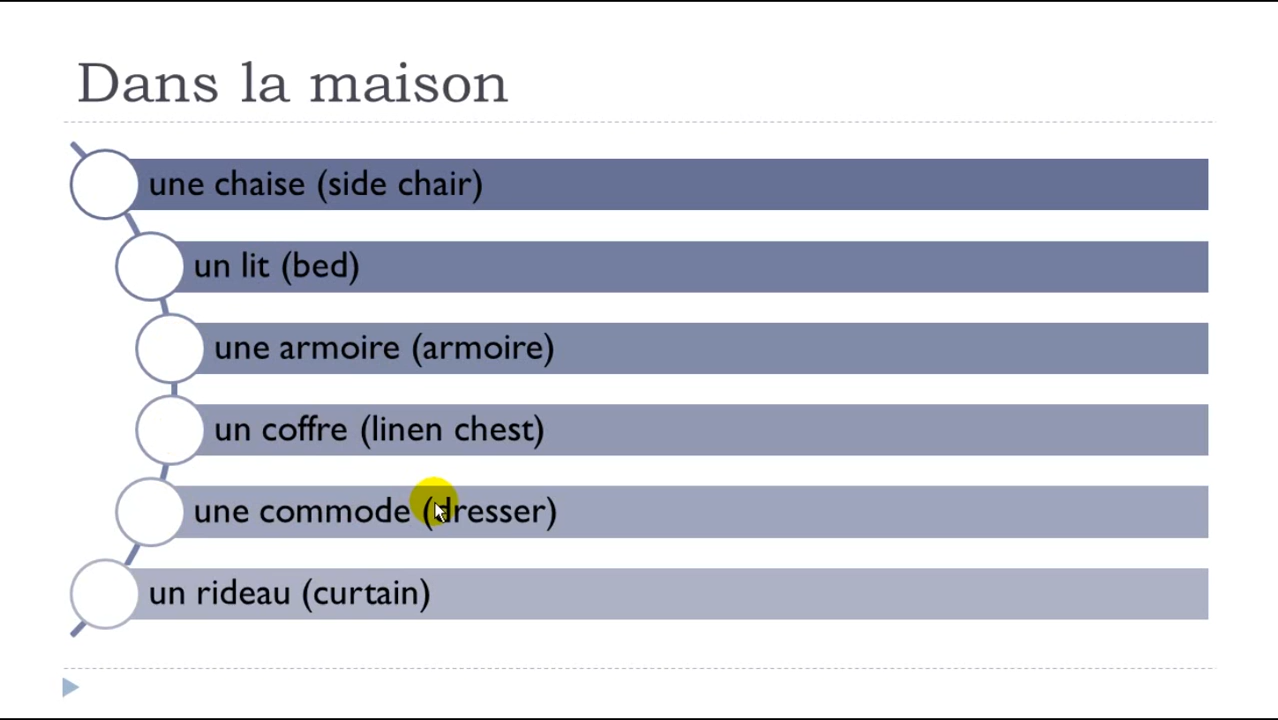 Dans la maison
une chaise (side chair)
un lit (bed)
une armoire (armoire)
un coffre (linen chest)
une commode (dresser)
un rideau (curtain)